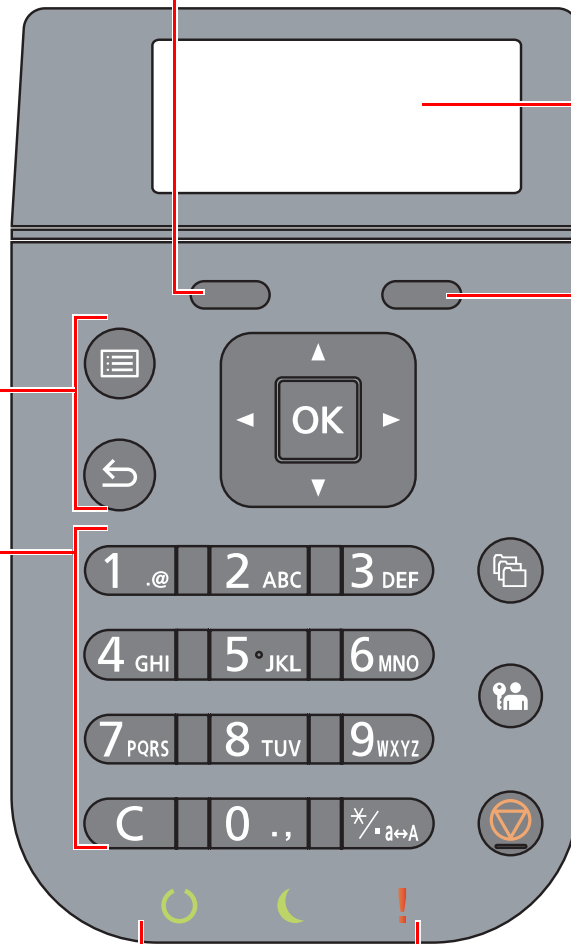 OK
1 .@ 2 ABC 3 DEF
4 GHI 5 JKL 6 MNO
7 PQRS 8 TUV 9 WXYZ
C 0 ., */. a↔A
!